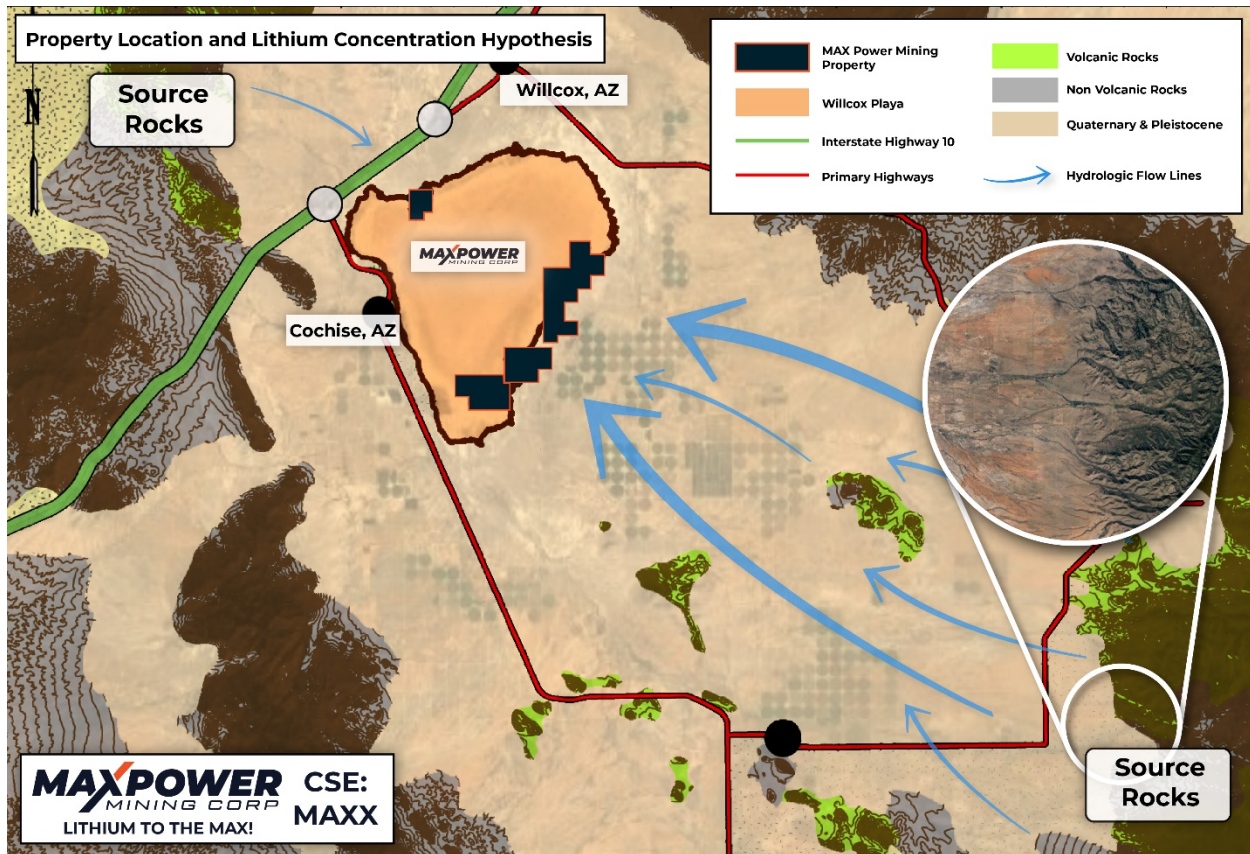 Property Location and Lithium Concentration Hypothesis
N
Source
Rocks
Willcox, AZ
MAX Power Mining
Property
Willcox Playa
Interstate Highway 10
Primary Highways
Volcanic Rocks
Non Volcanic Rocks
Quaternary & Pleistocene
Hydrologic Flow Lines
MAXPOWER
MINING CORP
Cochise, AZ
MAXPOWER
MINING CORP
LITHIUM TO THE MAX!
CSE:
MAXX
Source
Rocks